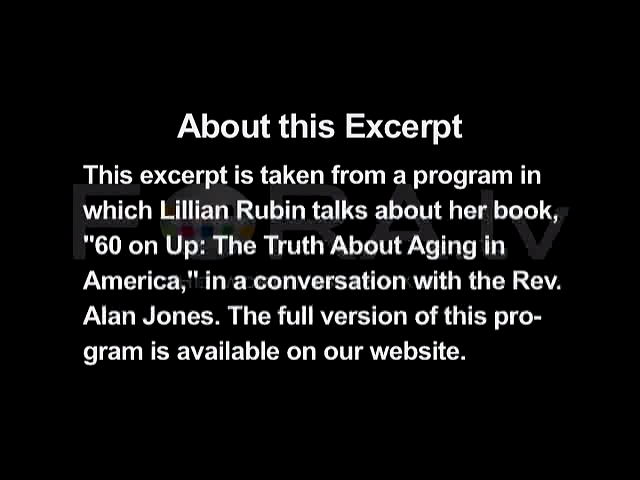 About this Excerpt
This excerpt is taken from a program in
which Lillian Rubin talks about her book,
"60 on Up: The Truth About Aging in
America," in a conversation with the Rev.
Alan Jones. The full version of this pro-
gram is available on our website.
FORA.tv